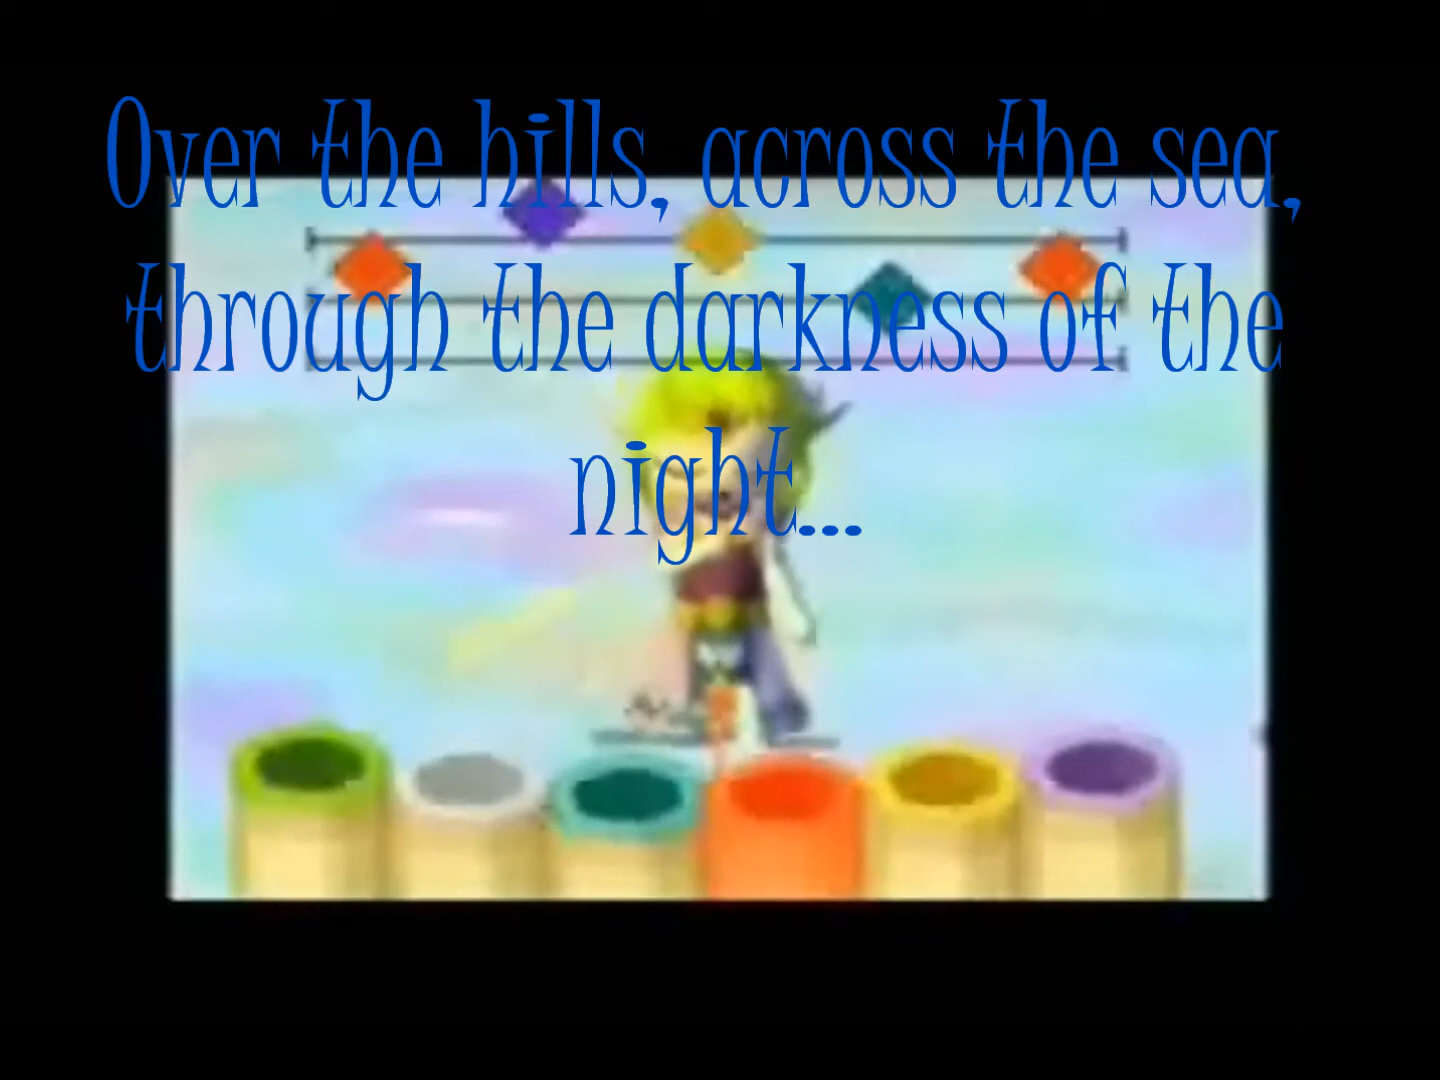 Over the hills, across the sea,
through the darkness of the
night...